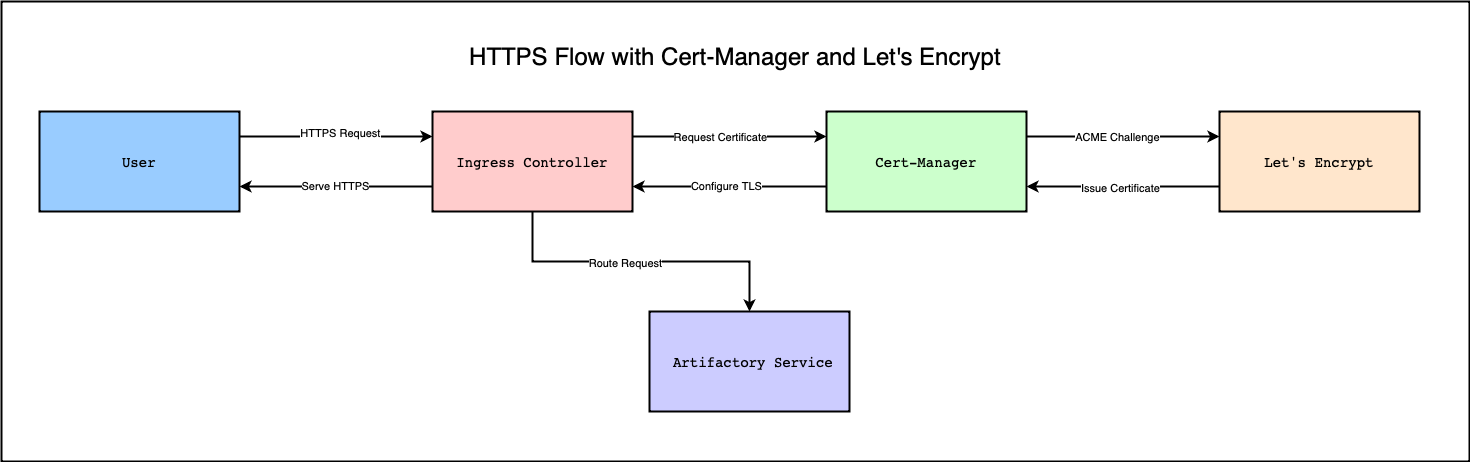 HTTPS Flow with Cert-Manager and Let's Encrypt
User
HTTPS Request
Serve HTTPS
Ingress Controller
Request Certificate
Configure TLS
Cert-Manager
ACME Challenge
Issue Certificate
Let's Encrypt
Route Request
Artifactory Service